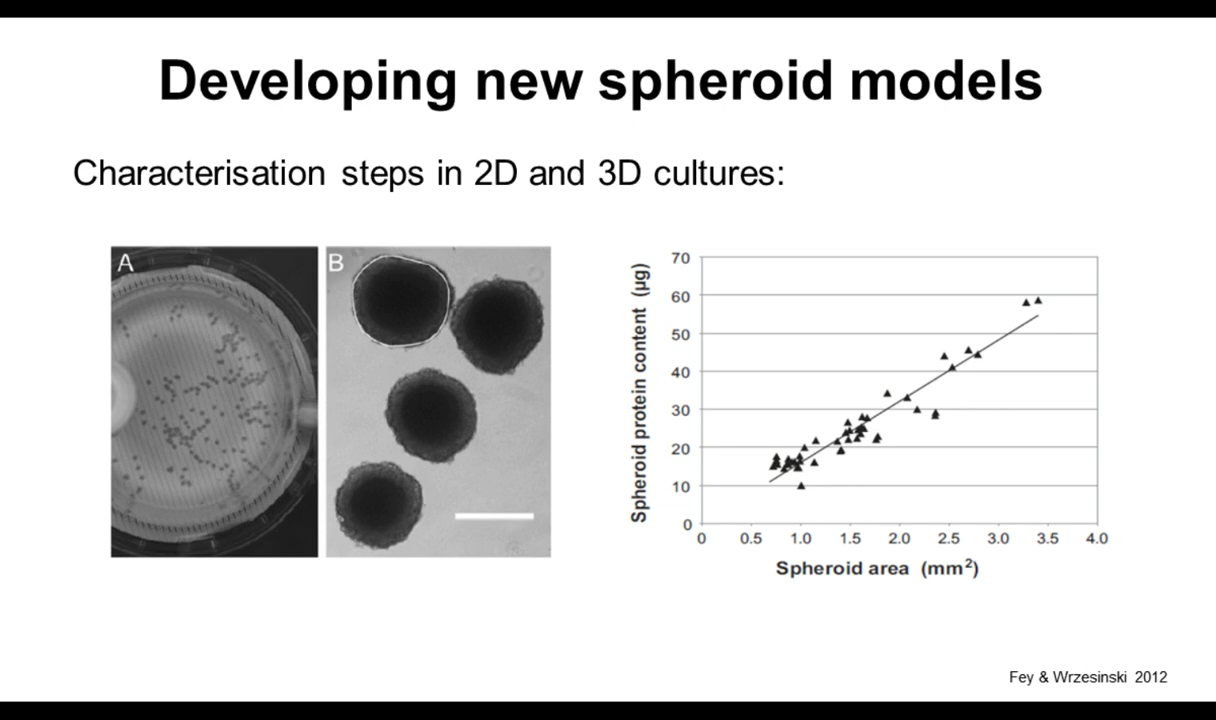 Developing new spheroid models
Characterisation steps in 2D and 3D cultures:
A
B
Spheroid protein content (µg)
70
60
50
40
30
20
10
0
0 0.5 1.0 1.5 2.0 2.5 3.0 3.5 4.0
Spheroid area (mm²)
Fey & Wrzesinski 2012